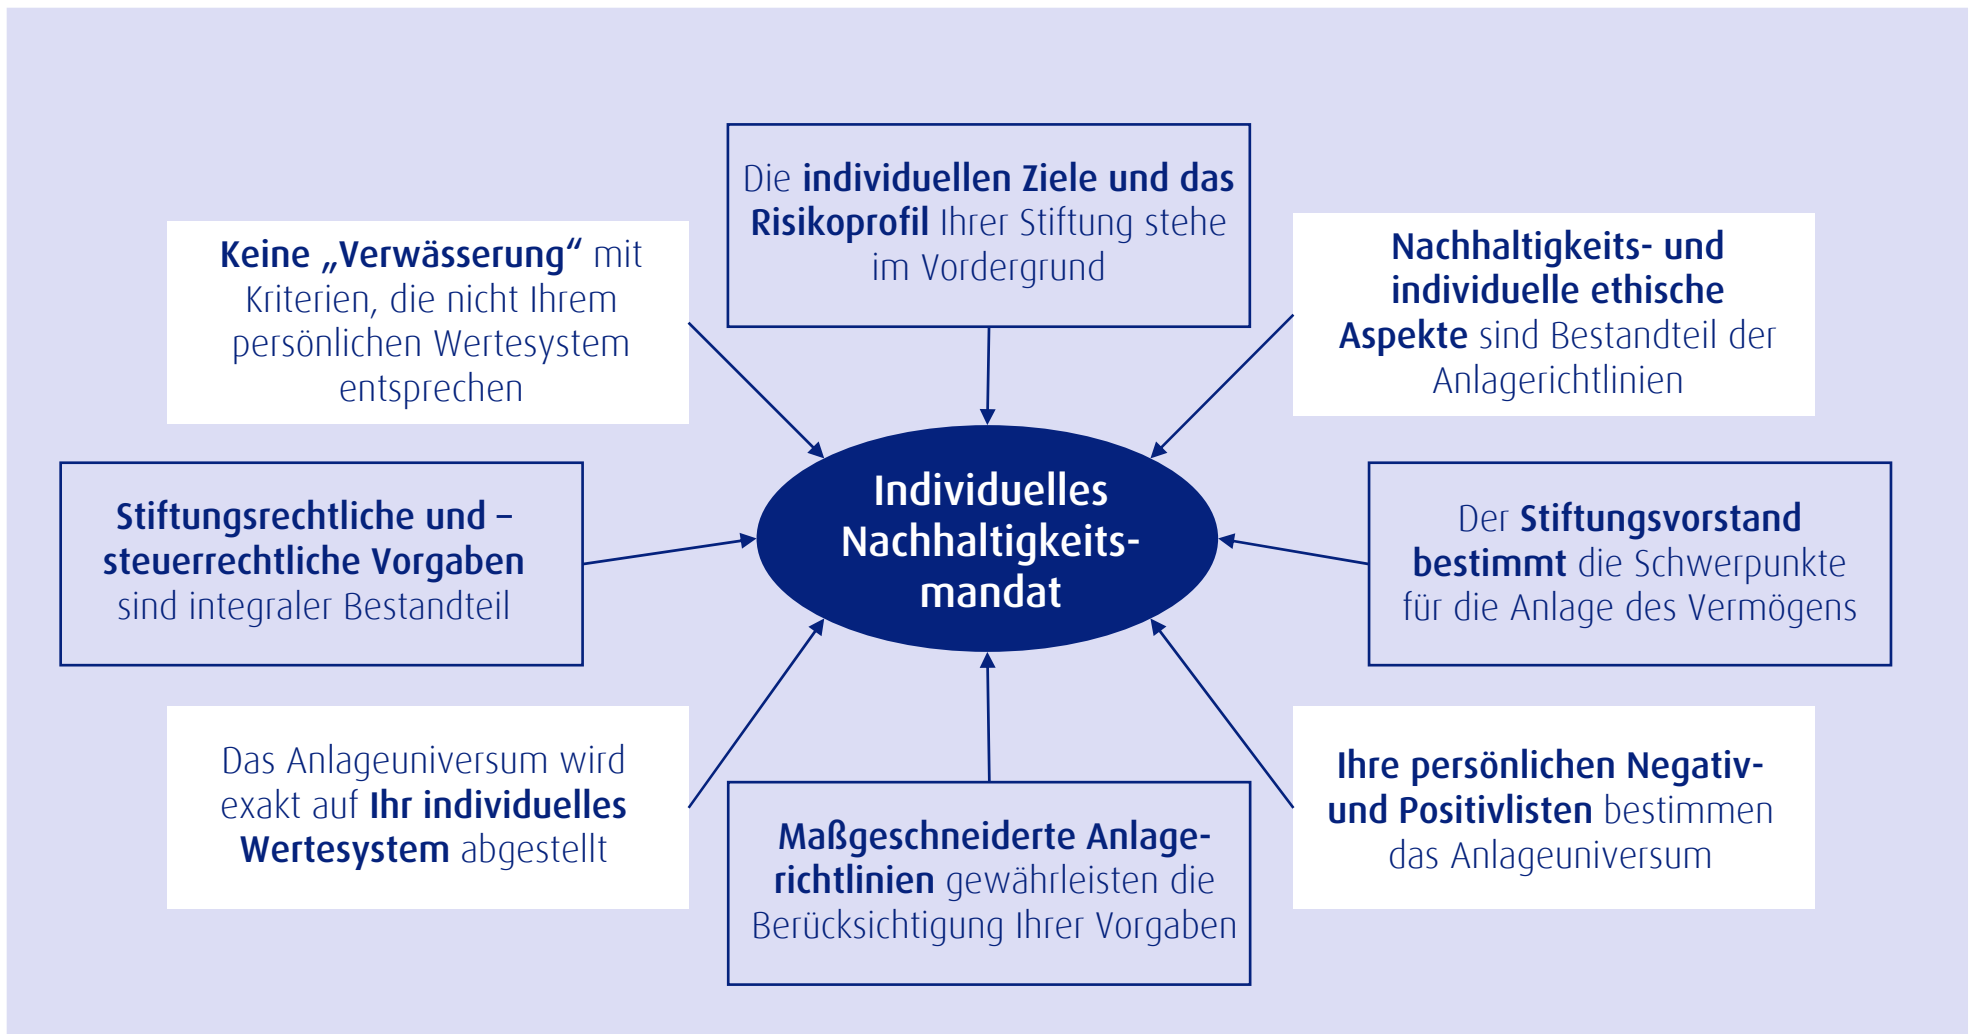 Die individuellen Ziele und das
Risikoprofil Ihrer Stiftung stehe
im Vordergrund
Keine „Verwässerung“ mit
Kriterien, die nicht Ihrem
persönlichen Wertesystem
entsprechen
Nachhaltigkeits- und
individuelle ethische
Aspekte sind Bestandteil der
Anlagerichtlinien
Stiftungsrechtliche und –
steuerrechtliche Vorgaben
sind integraler Bestandteil
Individuelles
Nachhaltigkeits-
mandat
Der Stiftungsvorstand
bestimmt die Schwerpunkte
für die Anlage des Vermögens
Das Anlageuniversum wird
exakt auf Ihr individuelles
Wertesystem abgestellt
Maßgeschneiderte Anlage-
richtlinien gewährleisten die
Berücksichtigung Ihrer Vorgaben
Ihre persönlichen Negativ-
und Positivlisten bestimmen
das Anlageuniversum